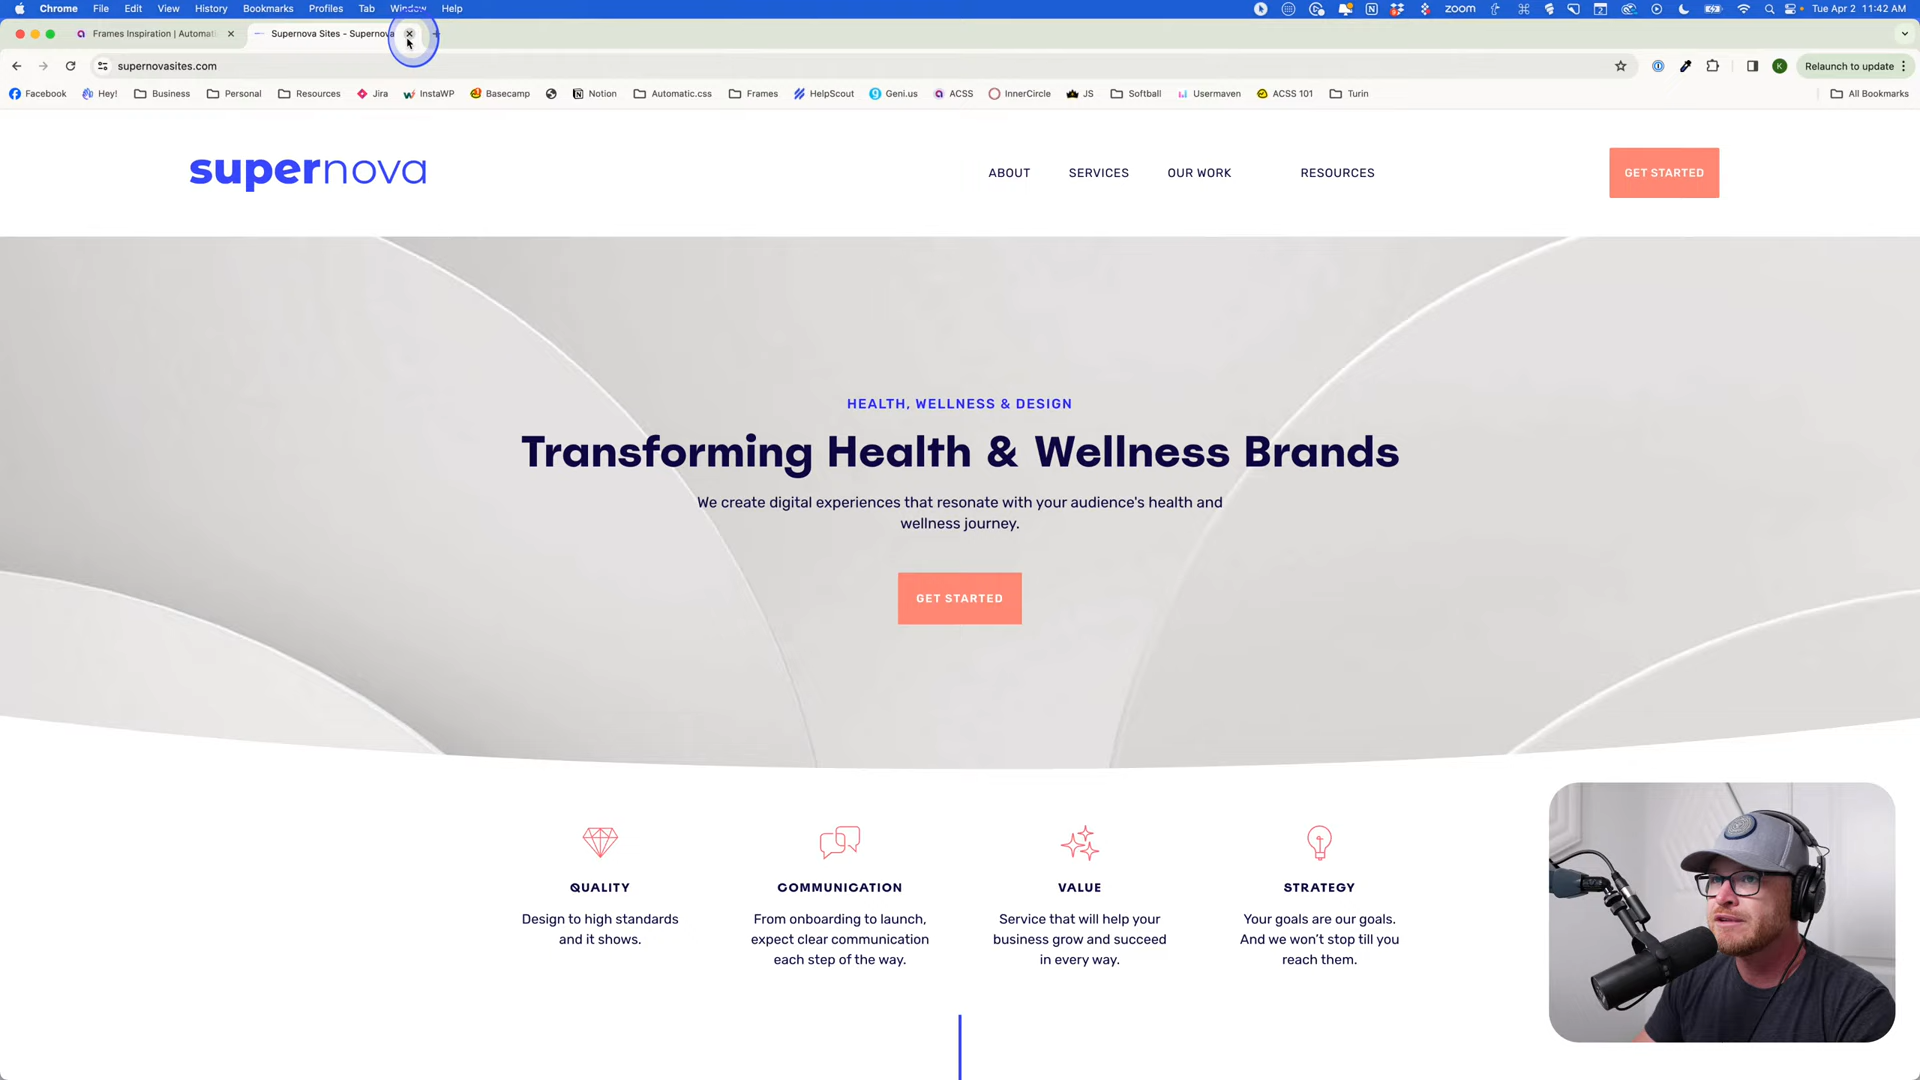 Chrome File Edit View History Bookmarks Profiles Tab Window Help
zoom Tue Apr 2 11:42 AM
Frames Inspiration | Automat
Supernova Sites - Supernova
supernovasites.com
Relaunch to update
Facebook Hey! Business Personal Resources Jira InstaWP Basecamp Notion Automatic.css Frames HelpScout Geni.us ACSS InnerCircle JS Softball Usermaven ACSS 101 Turin All Bookmarks
supernova
ABOUT SERVICES OUR WORK RESOURCES
GET STARTED
HEALTH, WELLNESS & DESIGN
Transforming Health & Wellness Brands
We create digital experiences that resonate with your audience's health and
wellness journey.
GET STARTED
QUALITY
Design to high standards
and it shows.
COMMUNICATION
From onboarding to launch,
expect clear communication
each step of the way.
VALUE
Service that will help your
business grow and succeed
in every way.
STRATEGY
Your goals are our goals.
And we won't stop till you
reach them.